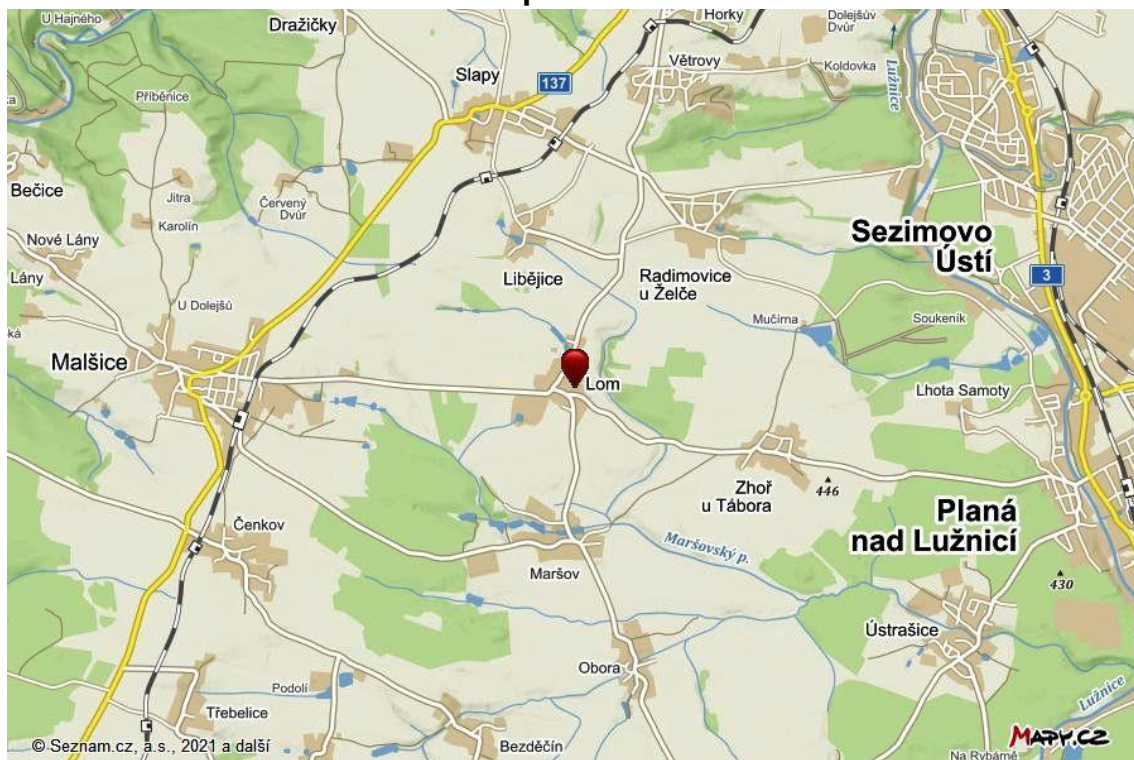 U Hajného
Dražičky
Horky
Dolejšův
Dvůr
Větrovy
Koldovka
Slapy
137
Lužnice
Příběnice
Bečice
Jitra
Karolín
Červený
Dvůr
Nové Lány
Lány
Sezimovo
Ústí
Libějice
Radimovice
u Želče
3
U Dolejšů
Mučírna
Soukeník
Malšice
Lom
Lhota Samoty
Zhoř
u Tábora
446
Planá
nad Lužnicí
Čenkov
Maršovský p.
Maršov
430
Ústrašice
Obora
Podolí
Třebelice
Lužnice
© Seznam.cz, a.s., 2021 a další
Bezděčín
MAPY.CZ
Na Rybárně